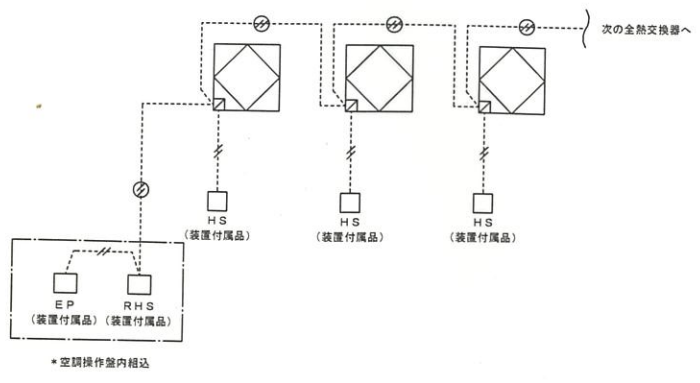 次の全熱交換器へ
HS
(装置付属品)
HS
(装置付属品)
HS
(装置付属品)
EP
(装置付属品)
RHS
(装置付属品)
*空調操作盤内組込